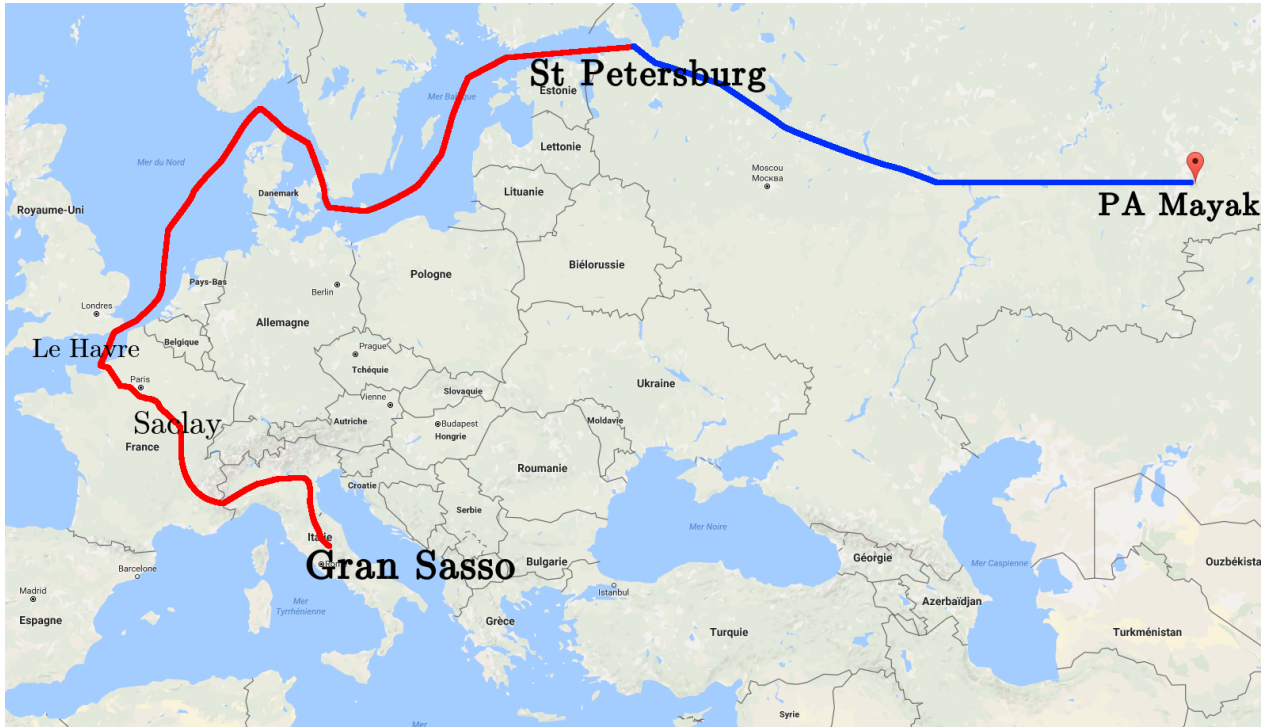 St Petersburg
Estonie
Mer Baltique
Mer du Nord
Lettonie
Moscou
Москва
Danemark
Lituanie
PA Mayak
Royaume-Uni
Biélorussie
Pologne
Pays-Bas
Berlin
Londres
Allemagne
Belgique
Le Havre
Prague
Tchéquie
Paris
Ukraine
Slovaquie
Vienne
Saclay
Autriche
Budapest
Hongrie
Moldavie
France
Roumanie
Croatie
Serbie
Mer Noire
Italie
Gran Sasso
Bulgarie
Géorgie
Mer Caspienne
Ouzbékista
Barcelone
Madrid
Istanbul
Azerbaïdjan
Mer
Tyrrhénienne
Espagne
Grèce
Turquie
Turkménistan
Syrie
Mer